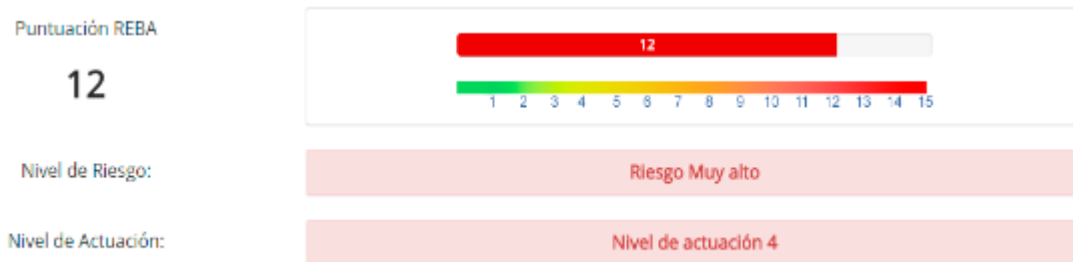 Puntuación REBA
12
12
1 2 3 4 5 6 7 8 9 10 11 12 13 14 15
Nivel de Riesgo:
Riesgo Muy alto
Nivel de Actuación:
Nivel de actuación 4